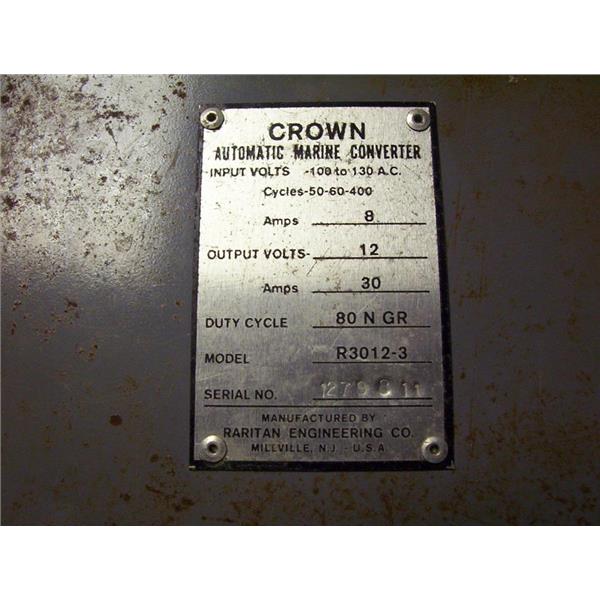 CROWN
AUTOMATIC MARINE CONVERTER
INPUT VOLTS -100 to 130 A.C.
Cycles-50-60-400
Amps 8
OUTPUT VOLTS- 12
Amps 30
DUTY CYCLE 80 N GR
MODEL R3012-3
SERIAL NO.
MANUFACTURED BY
RARITAN ENGINEERING CO.
MILLVILLE, N.J. - U.S.A